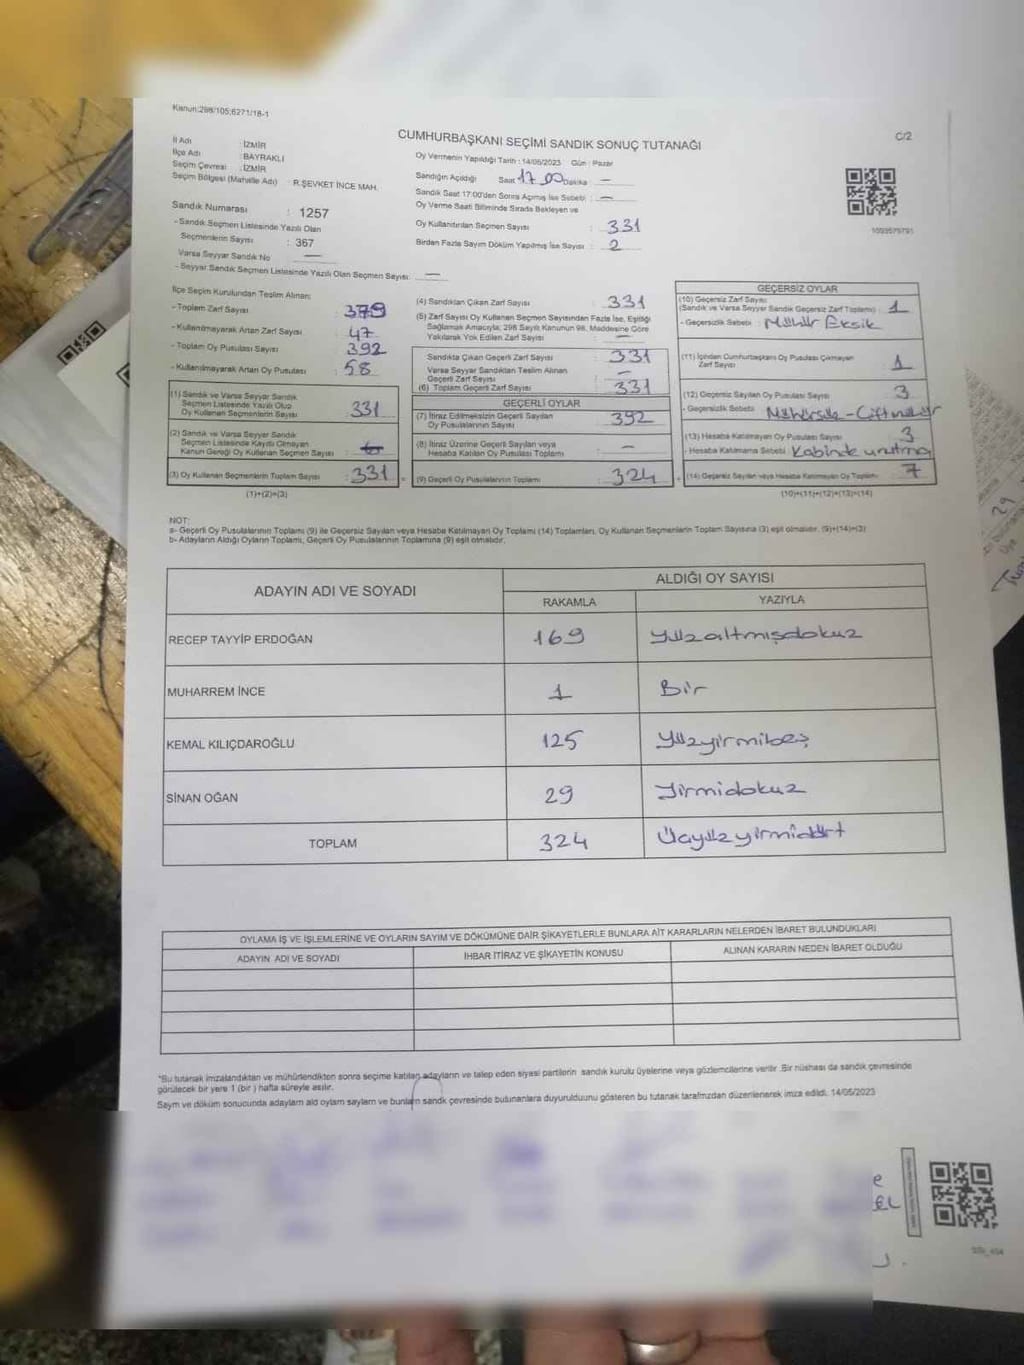 Kanun:298/105;6271/18-1
CUMHURBAŞKANI SEÇİMİ SANDIK SONUÇ TUTANAĞI
C/2
İl Adı : İZMİR
İlçe Adı : BAYRAKLI
Seçim Çevresi : İZMİR
Seçim Bölgesi (Mahalle Adı) : R.ŞEVKET İNCE MAH.
Sandık Numarası : 1257
- Sandık Seçmen Listesinde Yazılı Olan
Seçmenlerin Sayısı : 367
Varsa Seyyar Sandık No —
- Seyyar Sandık Seçmen Listesinde Yazılı Olan Seçmen Sayısı: —
Oy Vermenin Yapıldığı Tarih : 14/05/2023 Gün : Pazar
Sandığın Açıldığı Saat 17 00 Dakika —
Sandık Saat 17:00'den Sonra Açılmış İse Sebebi : —
Oy Verme Saati Bitiminde Sırada Bekleyen ve
Oy Kullandırılan Seçmen Sayısı : 331
Birden Fazla Sayım Döküm Yapılmış İse Sayısı : 2
1093579791
İlçe Seçim Kurulundan Teslim Alınan:
- Toplam Zarf Sayısı : 379
- Kullanılmayarak Artan Zarf Sayısı : 47
- Toplam Oy Pusulası Sayısı : 392
- Kullanılmayarak Artan Oy Pusulası : 58
(1) Sandık ve Varsa Seyyar Sandık
Seçmen Listesinde Yazılı Olup
Oy Kullanan Seçmenlerin Sayısı : 331
(2) Sandık ve Varsa Seyyar Sandık
Seçmen Listesinde Kayıtlı Olmayan
Kanun Gereği Oy Kullanan Seçmen Sayısı :
(3) Oy Kullanan Seçmenlerin Toplam Sayısı : 331
(1)+(2)=(3)
(4) Sandıktan Çıkan Zarf Sayısı : 331
(5) Zarf Sayısı Oy Kullanan Seçmen Sayısından Fazla İse, Eşitliği
Sağlamak Amacıyla; 298 Sayılı Kanunun 98. Maddesine Göre
Yakılarak Yok Edilen Zarf Sayısı : —
Sandıkta Çıkan Geçerli Zarf Sayısı : 331
Varsa Seyyar Sandıktan Teslim Alınan
Geçerli Zarf Sayısı : —
(6) Toplam Geçerli Zarf Sayısı : 331
GEÇERLİ OYLAR
(7) İtiraz Edilmeksizin Geçerli Sayılan
Oy Pusulalarının Sayısı : 392
(8) İtiraz Üzerine Geçerli Sayılan veya
Hesaba Katılan Oy Pusulası Toplamı : —
(9) Geçerli Oy Pusulalarının Toplamı : 324
GEÇERSİZ OYLAR
(10) Geçersiz Zarf Sayısı
(Sandık ve Varsa Seyyar Sandık Geçersiz Zarf Toplamı) : 1
- Geçersizlik Sebebi : Mühür Eksik
(11) İçinden Cumhurbaşkanı Oy Pusulası Çıkmayan
Zarf Sayısı : 1
(12) Geçersiz Sayılan Oy Pusulası Sayısı : 3
- Geçersizlik Sebebi : Mühürsüz - Çift mühür
(13) Hesaba Katılmayan Oy Pusulası Sayısı : 3
- Hesaba Katılmama Sebebi : Kabinde unutma
(14) Geçersiz Sayılan veya Hesaba Katılmayan Oy Toplamı : 7
(10)+(11)+(12)+(13)=(14)
NOT:
a- Geçerli Oy Pusulalarının Toplamı (9) ile Geçersiz Sayılan veya Hesaba Katılmayan Oy Toplamı (14) Toplamları, Oy Kullanan Seçmenlerin Toplam Sayısına (3) eşit olmalıdır. (9)+(14)=(3)
b- Adayların Aldığı Oyların Toplamı, Geçerli Oy Pusulalarının Toplamına (9) eşit olmalıdır.
ADAYIN ADI VE SOYADI
ALDIĞI OY SAYISI
RAKAMLA YAZIYLA
RECEP TAYYİP ERDOĞAN 169 Yüzaltmışdokuz
MUHARREM İNCE 1 Bir
KEMAL KILIÇDAROĞLU 125 Yüzyirmibeş
SİNAN OĞAN 29 Yirmidokuz
TOPLAM 324 Üçyüzyirmidört
OYLAMA İŞ VE İŞLEMLERİNE VE OYLARIN SAYIM VE DÖKÜMÜNE DAİR ŞİKAYETLERLE BUNLARA AİT KARARLARIN NELERDEN İBARET BULUNDUKLARI
ADAYIN ADI VE SOYADI İHBAR İTİRAZ VE ŞİKAYETİN KONUSU ALINAN KARARIN NEDEN İBARET OLDUĞU
*Bu tutanak imzalandıktan ve mühürlendikten sonra seçime katılan adayların ve talep eden siyasi partilerin sandık kurulu üyelerine veya gözlemcilerine verilir. Bir nüshası da sandık çevresinde
görülecek bir yere 1 (bir ) hafta süreyle asılır.
Sayım ve döküm sonucunda adayların ald oyların sayıların ve bunların sandık çevresinde bulunanlara duyurulduunu gösteren bu tutanak tarafmzdan düzenlenerek imza edildi. 14/05/2023